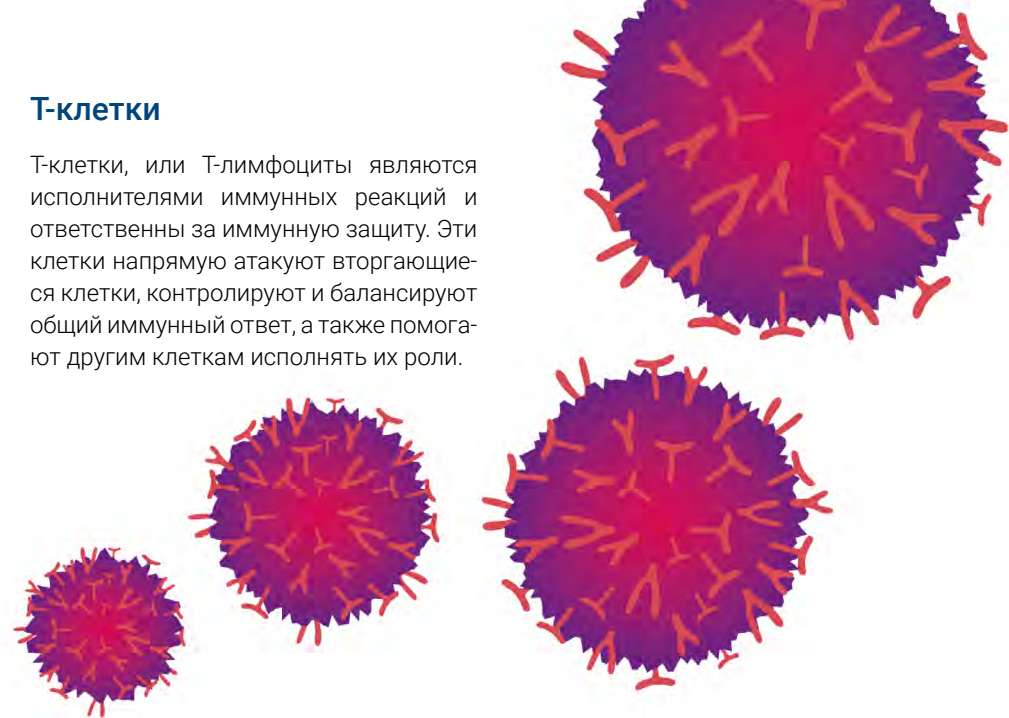 Т-клетки
Т-клетки, или Т-лимфоциты являются
исполнителями иммунных реакций и
ответственны за иммунную защиту. Эти
клетки напрямую атакуют вторгающие-
ся клетки, контролируют и балансируют
общий иммунный ответ, а также помога-
ют другим клеткам исполнять их роли.